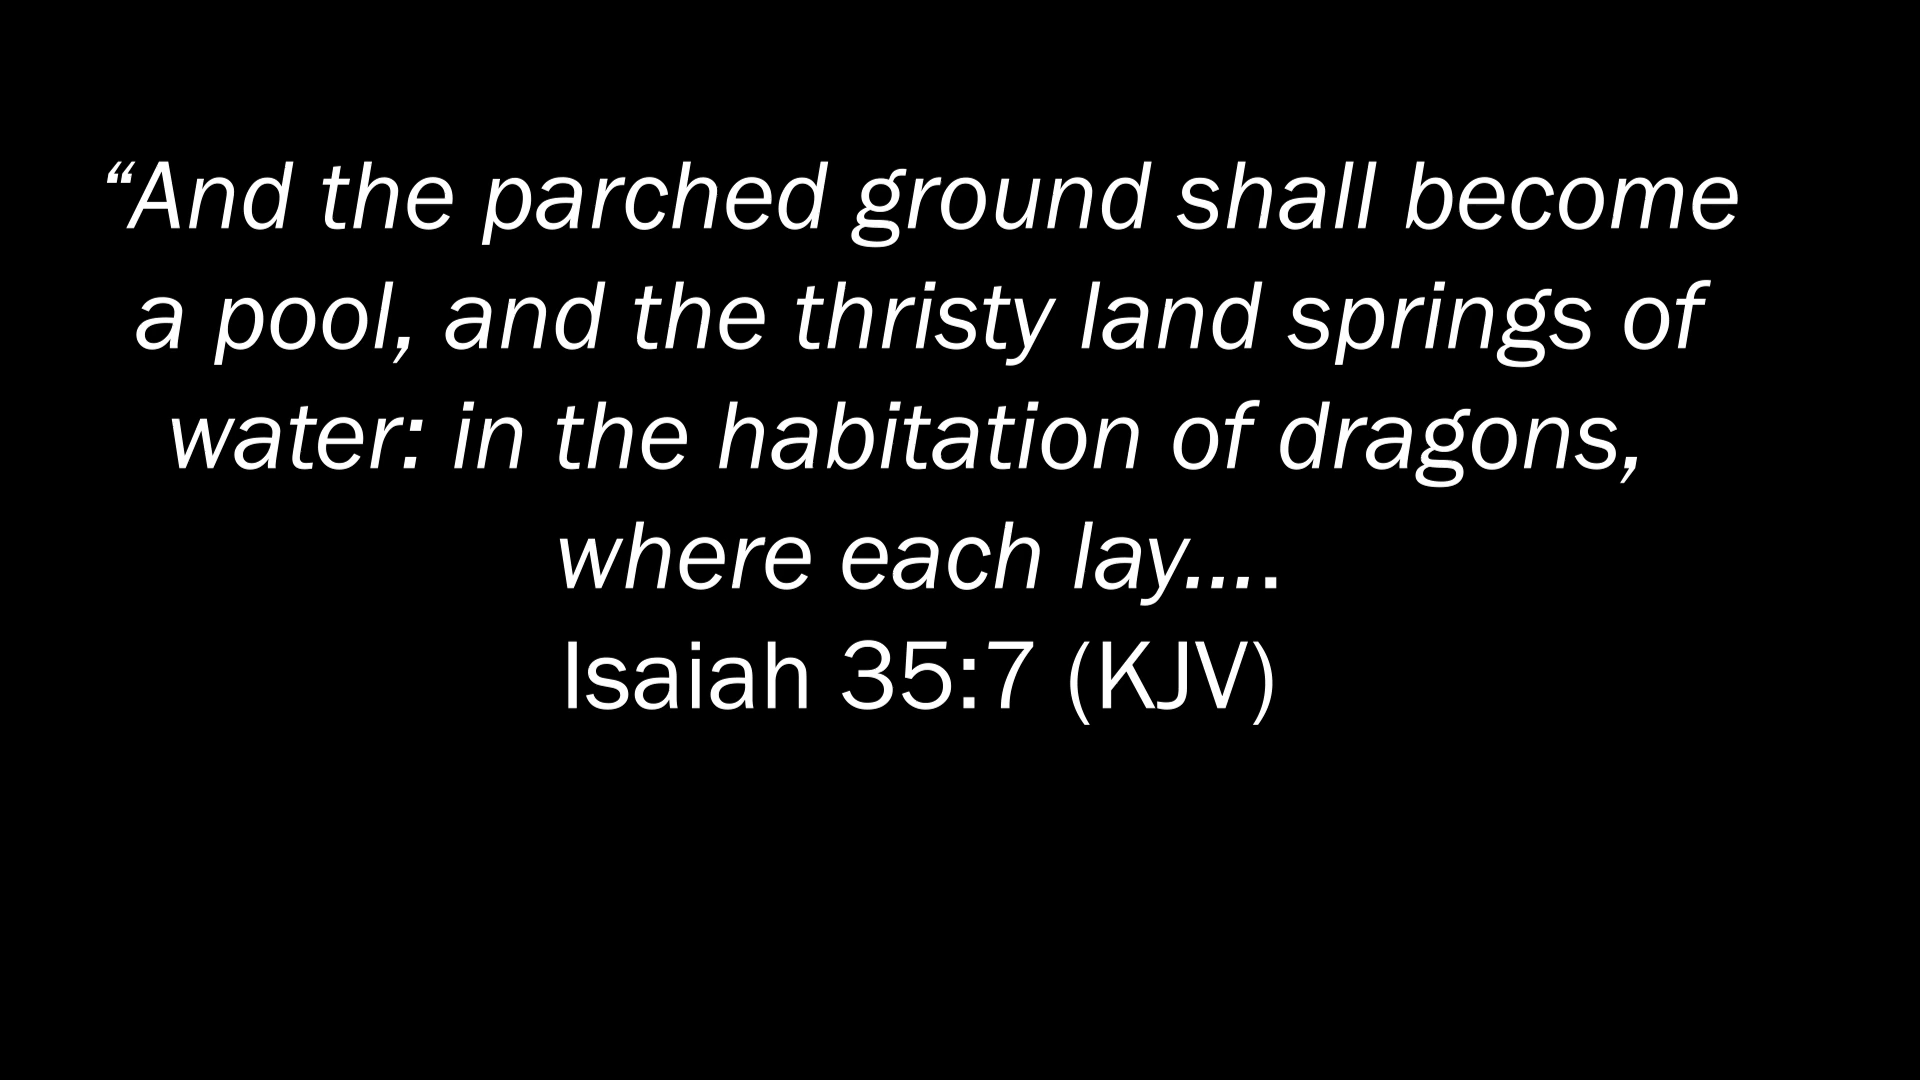 “And the parched ground shall become
a pool, and the thristy land springs of
water: in the habitation of dragons,
where each lay....
Isaiah 35:7 (KJV)